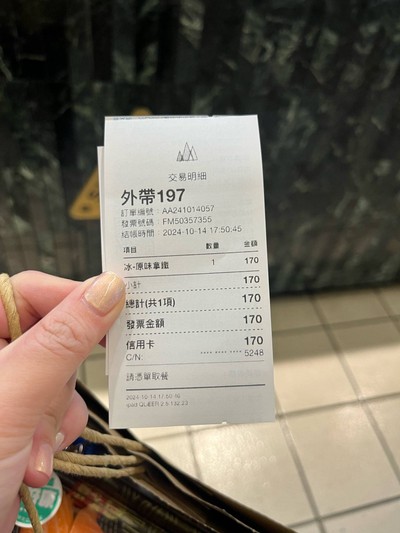 交易明細
外帶197
訂單編號：AA241014057
發票號碼：FM50357355
結帳時間：2024-10-14 17:50:45
項目 數量 金額
冰-原味拿鐵 1 170
小計 170
總計(共1項) 170
發票金額 170
信用卡 170
C/N: **** **** **** 5248
請憑單取餐